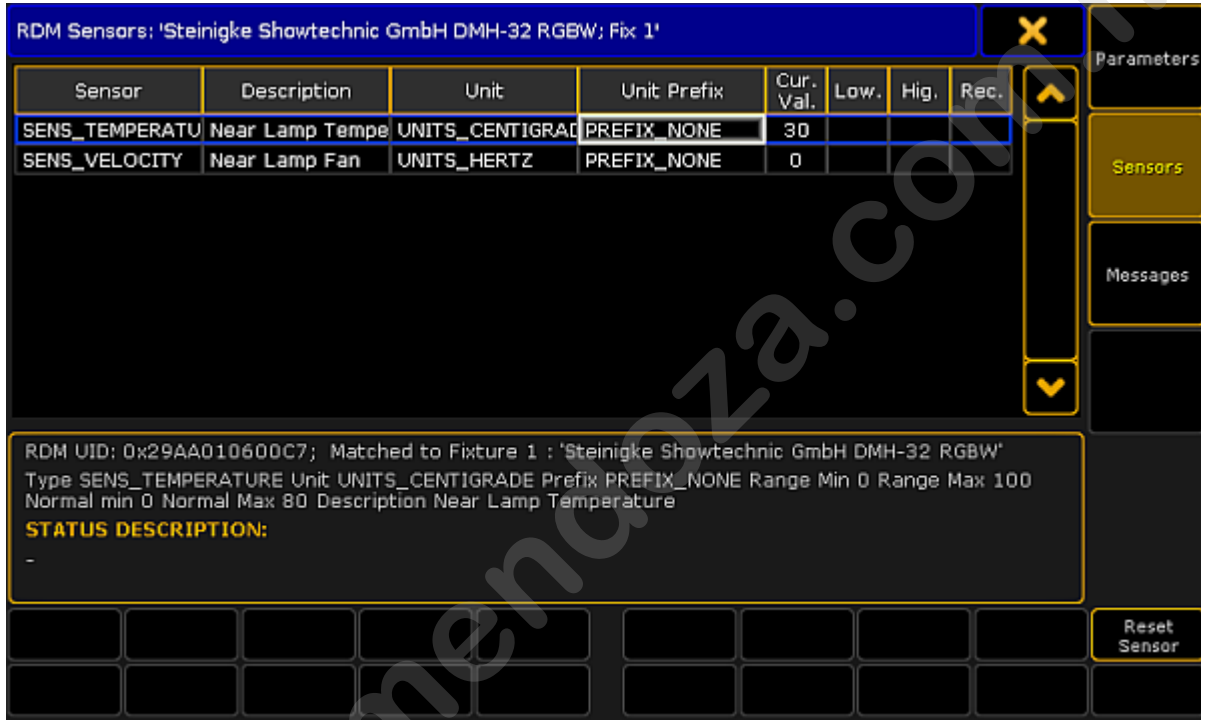 RDM Sensors: 'Steinigke Showtechnic GmbH DMH-32 RGBW; Fix 1'
Parameters
Sensor Description Unit Unit Prefix Cur. Val. Low. Hig. Rec.
SENS_TEMPERATU Near Lamp Tempe UNITS_CENTIGRAD PREFIX_NONE 30
SENS_VELOCITY Near Lamp Fan UNITS_HERTZ PREFIX_NONE 0
Sensors
Messages
RDM UID: 0x29AA010600C7; Matched to Fixture 1 : 'Steinigke Showtechnic GmbH DMH-32 RGBW'
Type SENS_TEMPERATURE Unit UNITS_CENTIGRADE Prefix PREFIX_NONE Range Min 0 Range Max 100
Normal min 0 Normal Max 80 Description Near Lamp Temperature
STATUS DESCRIPTION:
-
Reset
Sensor